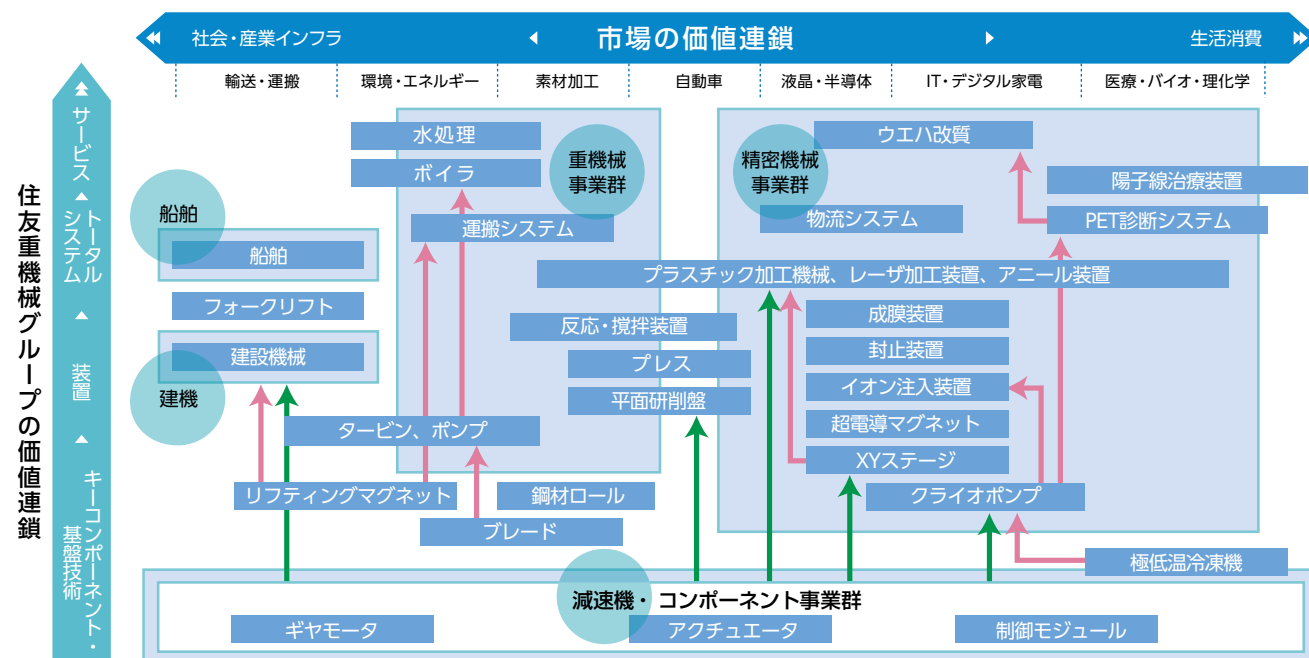 社会・産業インフラ
市場の価値連鎖
生活消費
輸送・運搬
環境・エネルギー
素材加工
自動車
液晶・半導体
IT・デジタル家電
医療・バイオ・理化学
住友重機械グループの価値連鎖
サービス
トータル
システム
装置
キーコンポーネント・
基盤技術
水処理
ボイラ
重機械
事業群
精密機械
事業群
ウエハ改質
陽子線治療装置
船舶
船舶
運搬システム
物流システム
PET診断システム
プラスチック加工機械、レーザ加工装置、アニール装置
フォークリフト
反応・撹拌装置
成膜装置
建設機械
建機
プレス
封止装置
平面研削盤
イオン注入装置
タービン、ポンプ
超電導マグネット
XYステージ
リフティングマグネット
鋼材ロール
クライオポンプ
ブレード
極低温冷凍機
減速機・コンポーネント事業群
ギヤモータ
アクチュエータ
制御モジュール